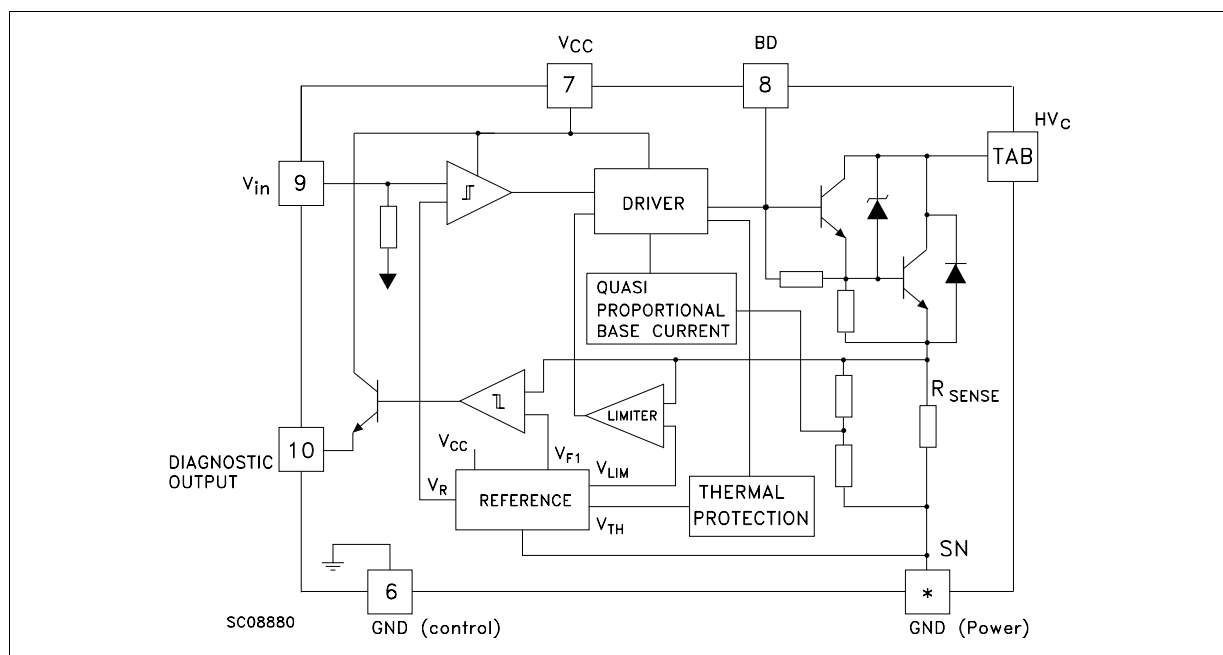 VCC
BD
7
8
HVC
TAB
Vin
9
DRIVER
QUASI
PROPORTIONAL
BASE CURRENT
RSENSE
LIMITER
10
DIAGNOSTIC
OUTPUT
VCC
VF1
VLIM
VR
REFERENCE
VTH
THERMAL
PROTECTION
SN
6
*
GND (control)
GND (Power)
SC08880